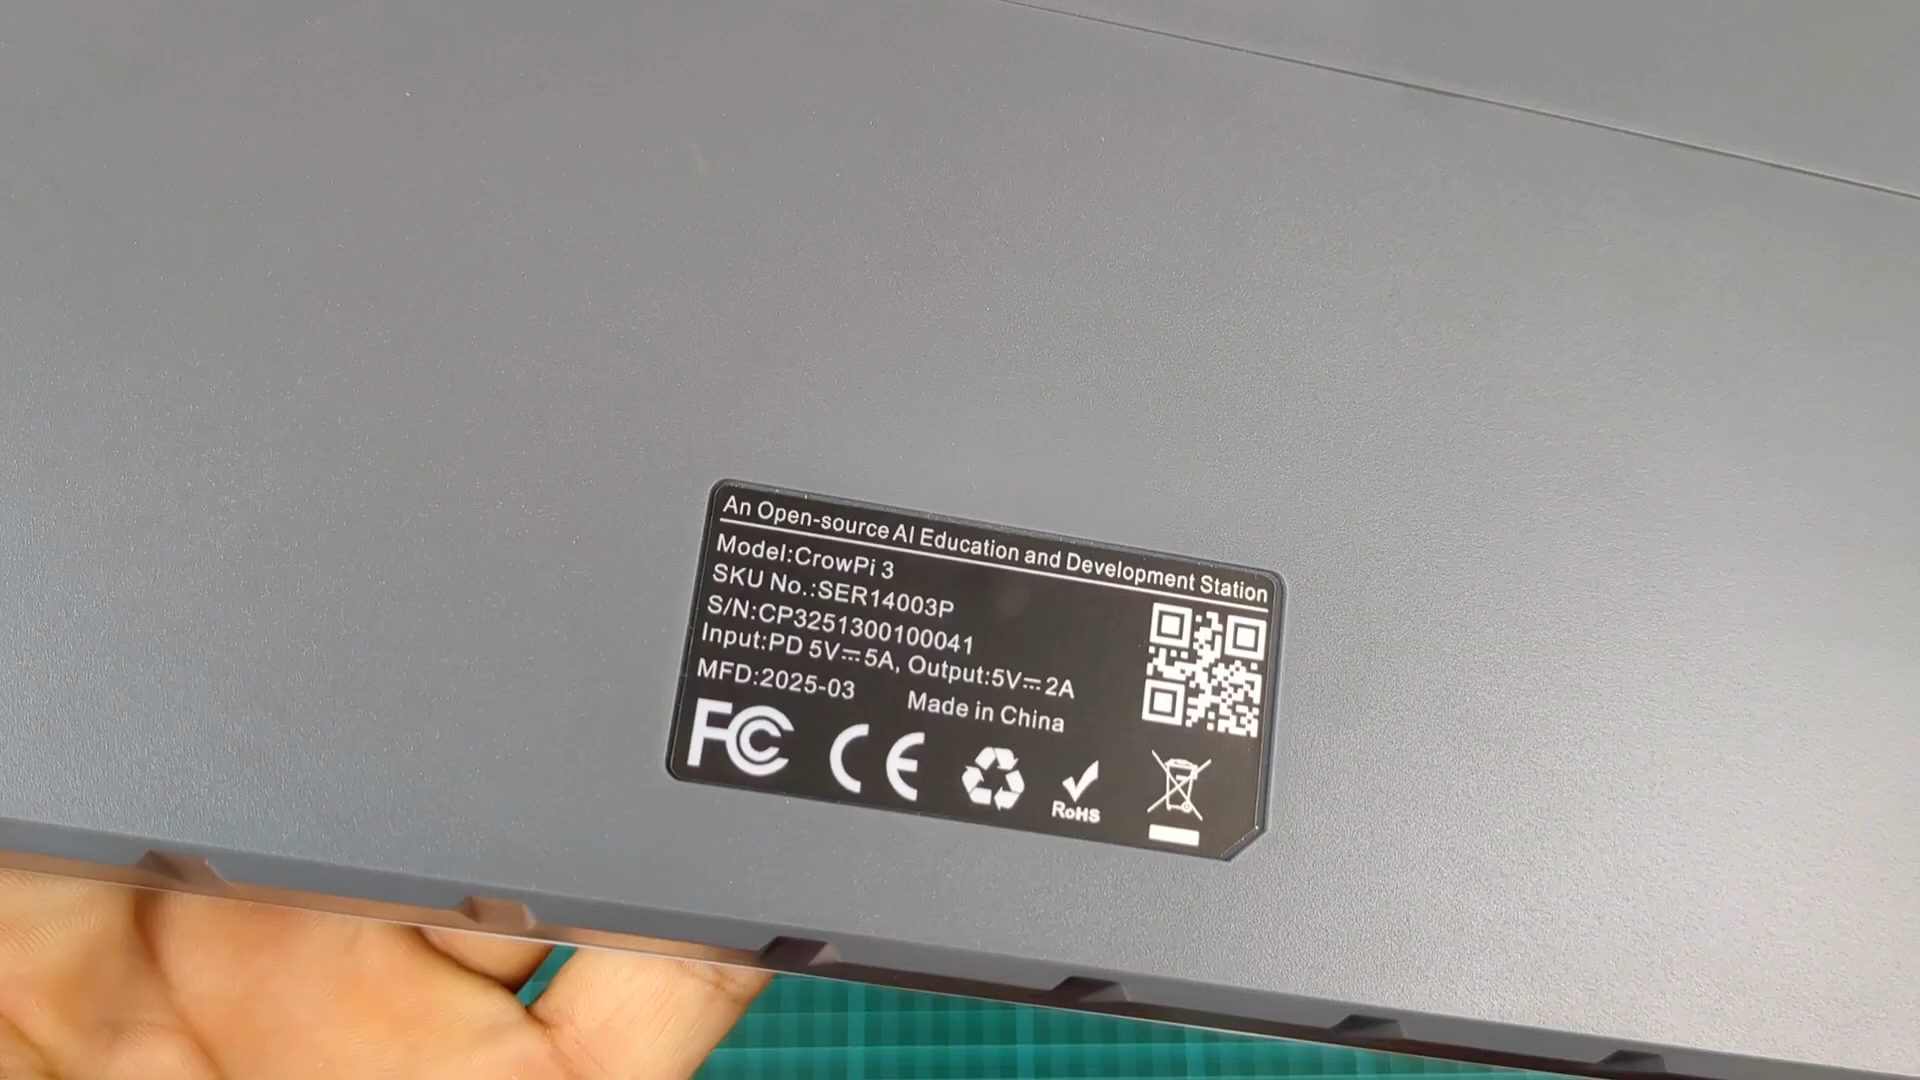 An Open-source AI Education and Development Station
Model:CrowPi 3
SKU No.:SER14003P
S/N:CP3251300100041
Input:PD 5V⎓5A, Output:5V⎓2A
MFD:2025-03
Made in China
FC
CE
RoHS